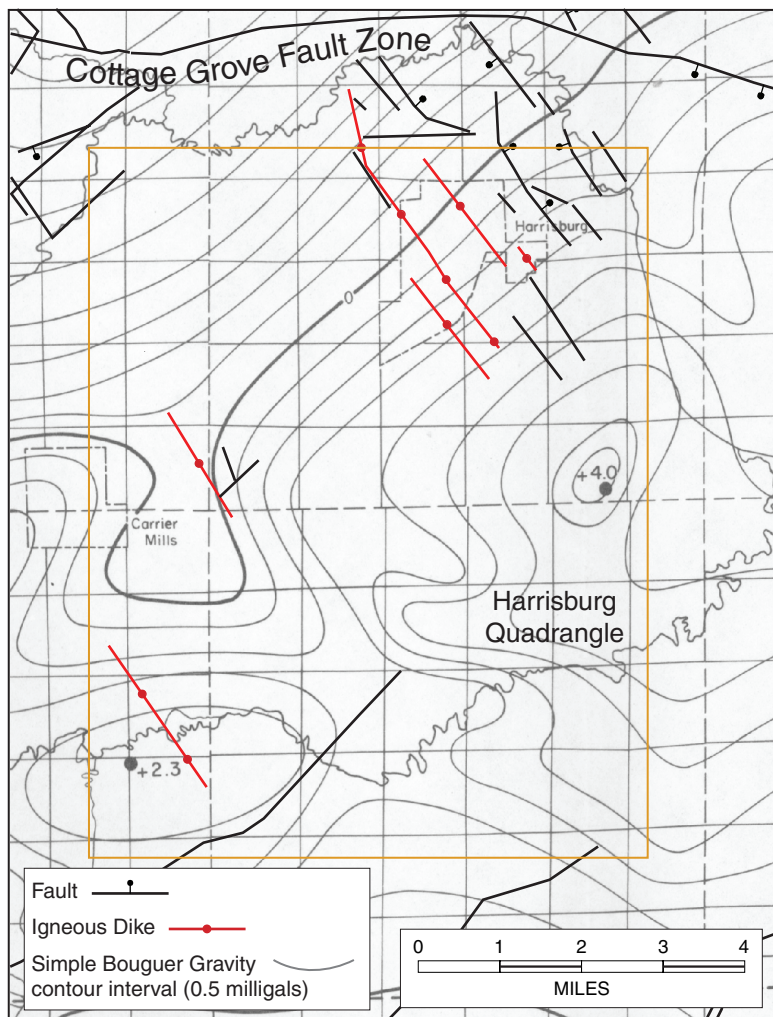 Cottage Grove Fault Zone
Harrisburg
0
+4.0
Carrier
Mills
Harrisburg
Quadrangle
+2.3
Fault
Igneous Dike
Simple Bouguer Gravity
contour interval (0.5 milligals)
0 1 2 3 4
MILES